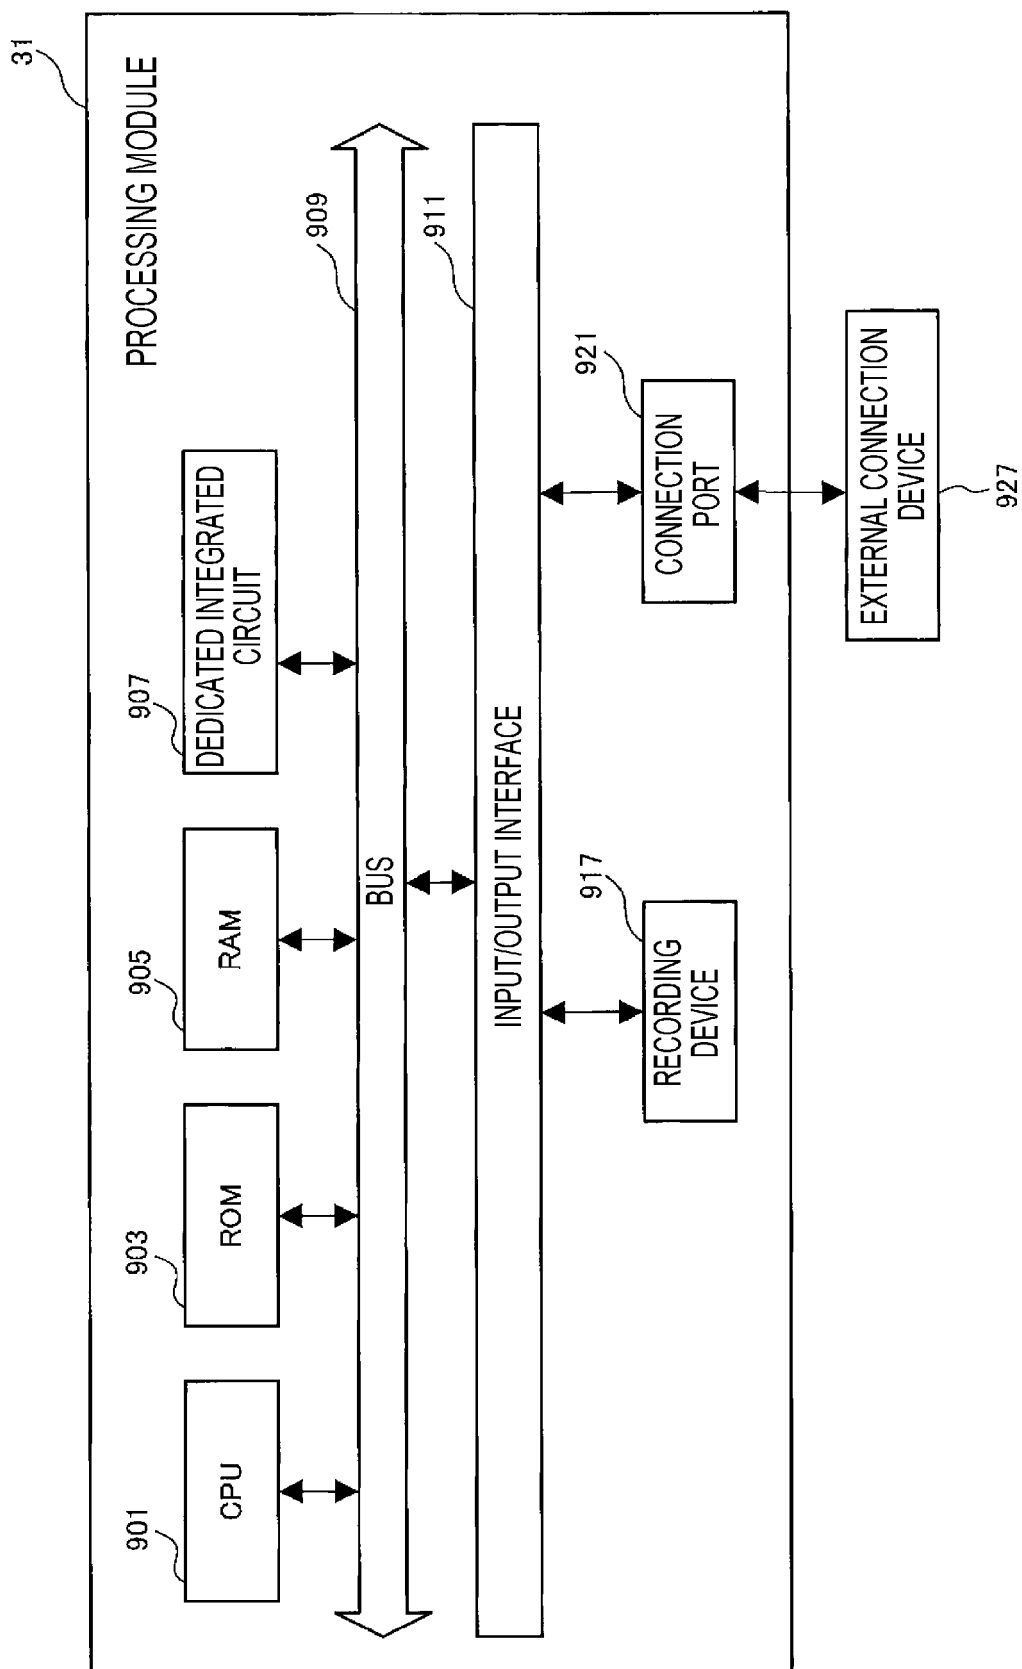 31
PROCESSING MODULE
901
CPU
903
ROM
905
RAM
907
DEDICATED INTEGRATED
CIRCUIT
909
BUS
911
INPUT/OUTPUT INTERFACE
917
RECORDING
DEVICE
921
CONNECTION
PORT
EXTERNAL CONNECTION
DEVICE
927